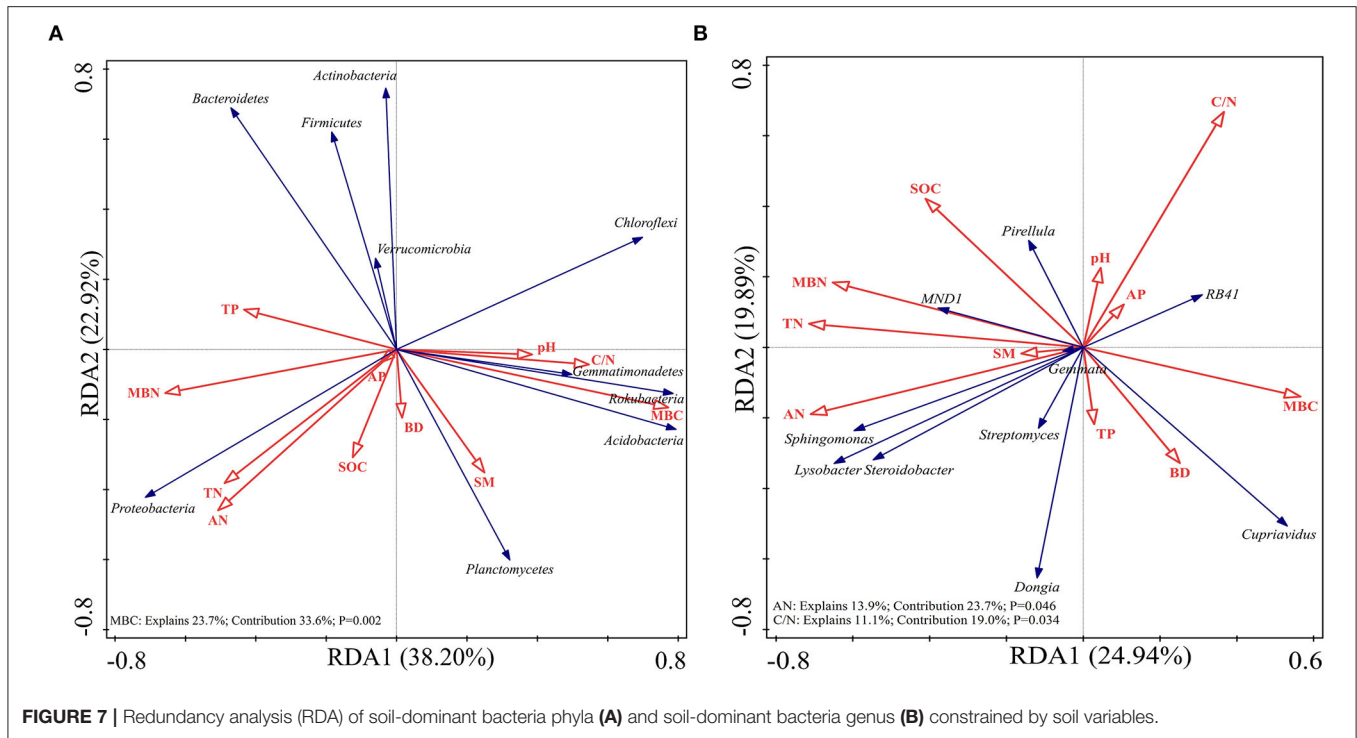 A
B
0.8
RDA2 (22.92%)
-0.8
Actinobacteria
Bacteroidetes
Firmicutes
Chloroflexi
Verrucomicrobia
TP
pH
C/N
Gemmatimonadetes
AP
MBN
Rokubacteria
MBC
BD
Acidobacteria
SOC
SM
TN
Proteobacteria
AN
Planctomycetes
MBC: Explains 23.7%; Contribution 33.6%; P=0.002
-0.8
RDA1 (38.20%)
0.8
0.8
RDA2 (19.89%)
-0.8
C/N
SOC
Pirellula
pH
MBN
AP
RB41
MND1
TN
SM
Gemmata
MBC
AN
Sphingomonas
Streptomyces
TP
Lysobacter
Steroidobacter
BD
Cupriavidus
Dongia
AN: Explains 13.9%; Contribution 23.7%; P=0.046
C/N: Explains 11.1%; Contribution 19.0%; P=0.034
-0.8
RDA1 (24.94%)
0.6
FIGURE 7 | Redundancy analysis (RDA) of soil-dominant bacteria phyla (A) and soil-dominant bacteria genus (B) constrained by soil variables.